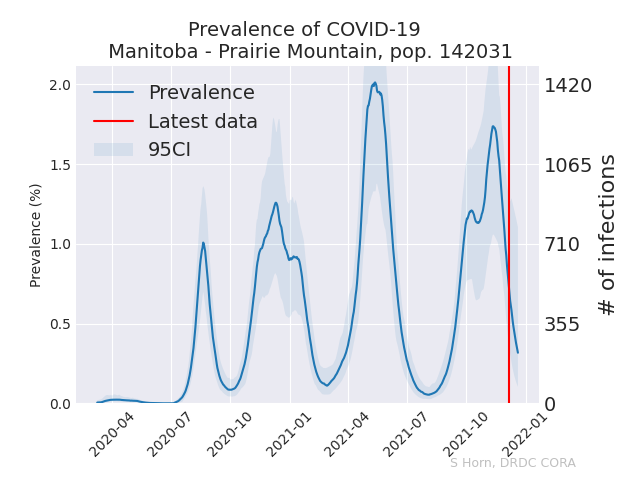 Prevalence of COVID-19
Manitoba - Prairie Mountain, pop. 142031
Prevalence
Latest data
95CI
Prevalence (%)
2.0
1.5
1.0
0.5
0.0
1420
1065
710
355
0
# of infections
2020-04
2020-07
2020-10
2021-01
2021-04
2021-07
2021-10
2022-01
S Horn, DRDC CORA